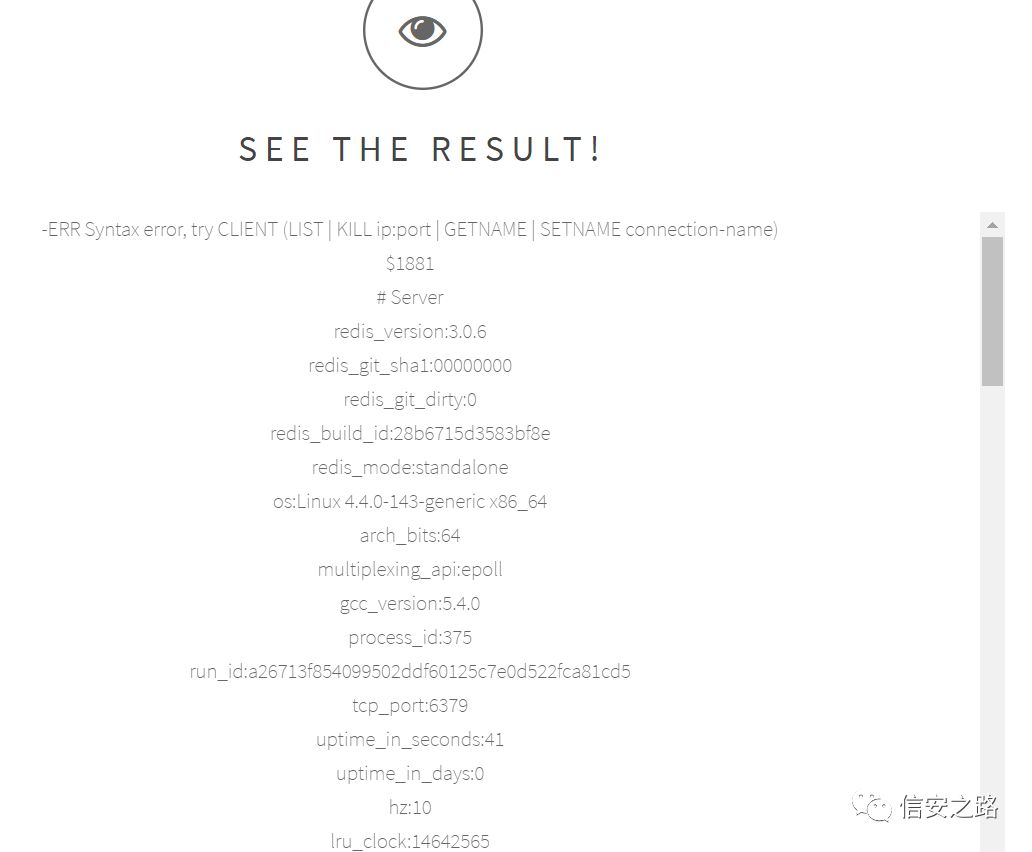 SEE THE RESULT!
-ERR Syntax error, try CLIENT (LIST | KILL ip:port | GETNAME | SETNAME connection-name)
$1881
# Server
redis_version:3.0.6
redis_git_sha1:00000000
redis_git_dirty:0
redis_build_id:28b6715d3583bf8e
redis_mode:standalone
os:Linux 4.4.0-143-generic x86_64
arch_bits:64
multiplexing_api:epoll
gcc_version:5.4.0
process_id:375
run_id:a26713f854099502ddf60125c7e0d522fca81cd5
tcp_port:6379
uptime_in_seconds:41
uptime_in_days:0
hz:10
lru_clock:14642565
信安之路